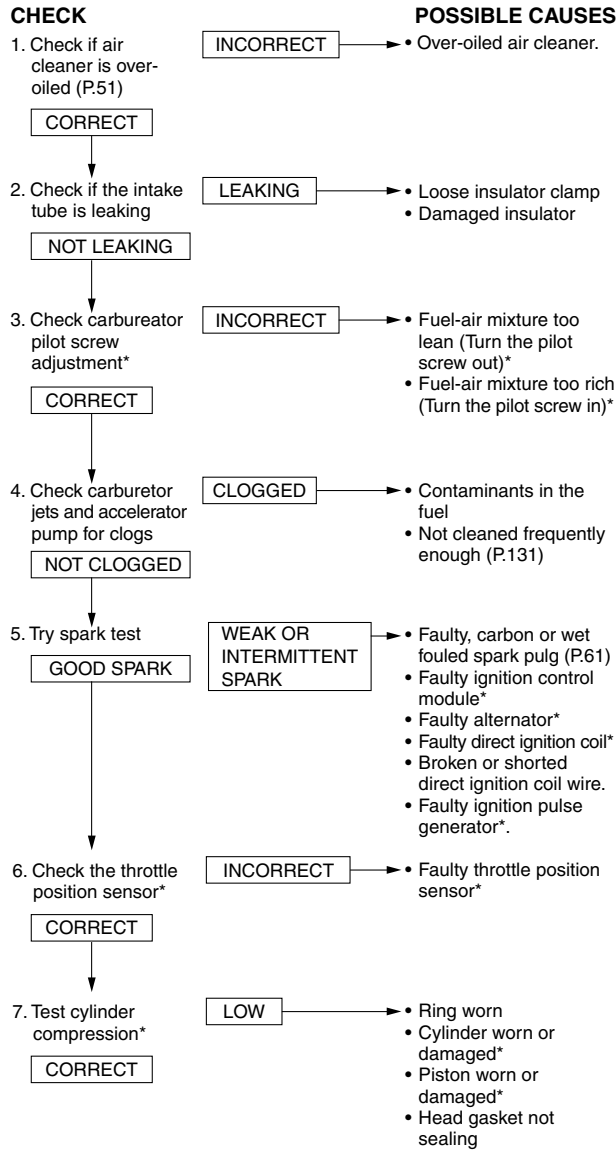 CHECK
POSSIBLE CAUSES
1. Check if air
cleaner is over-
oiled (P.51)
INCORRECT
• Over-oiled air cleaner.
CORRECT
2. Check if the intake
tube is leaking
LEAKING
• Loose insulator clamp
• Damaged insulator
NOT LEAKING
3. Check carbureator
pilot screw
adjustment*
INCORRECT
• Fuel-air mixture too
lean (Turn the pilot
screw out)*
• Fuel-air mixture too rich
(Turn the pilot screw in)*
CORRECT
4. Check carburetor
jets and accelerator
pump for clogs
CLOGGED
• Contaminants in the
fuel
• Not cleaned frequently
enough (P.131)
NOT CLOGGED
5. Try spark test
WEAK OR
INTERMITTENT
SPARK
• Faulty, carbon or wet
fouled spark pulg (P.61)
• Faulty ignition control
module*
• Faulty alternator*
• Faulty direct ignition coil*
• Broken or shorted
direct ignition coil wire.
• Faulty ignition pulse
generator*.
GOOD SPARK
6. Check the throttle
position sensor*
INCORRECT
• Faulty throttle position
sensor*
CORRECT
7. Test cylinder
compression*
LOW
• Ring worn
• Cylinder worn or
damaged*
• Piston worn or
damaged*
• Head gasket not
sealing
CORRECT